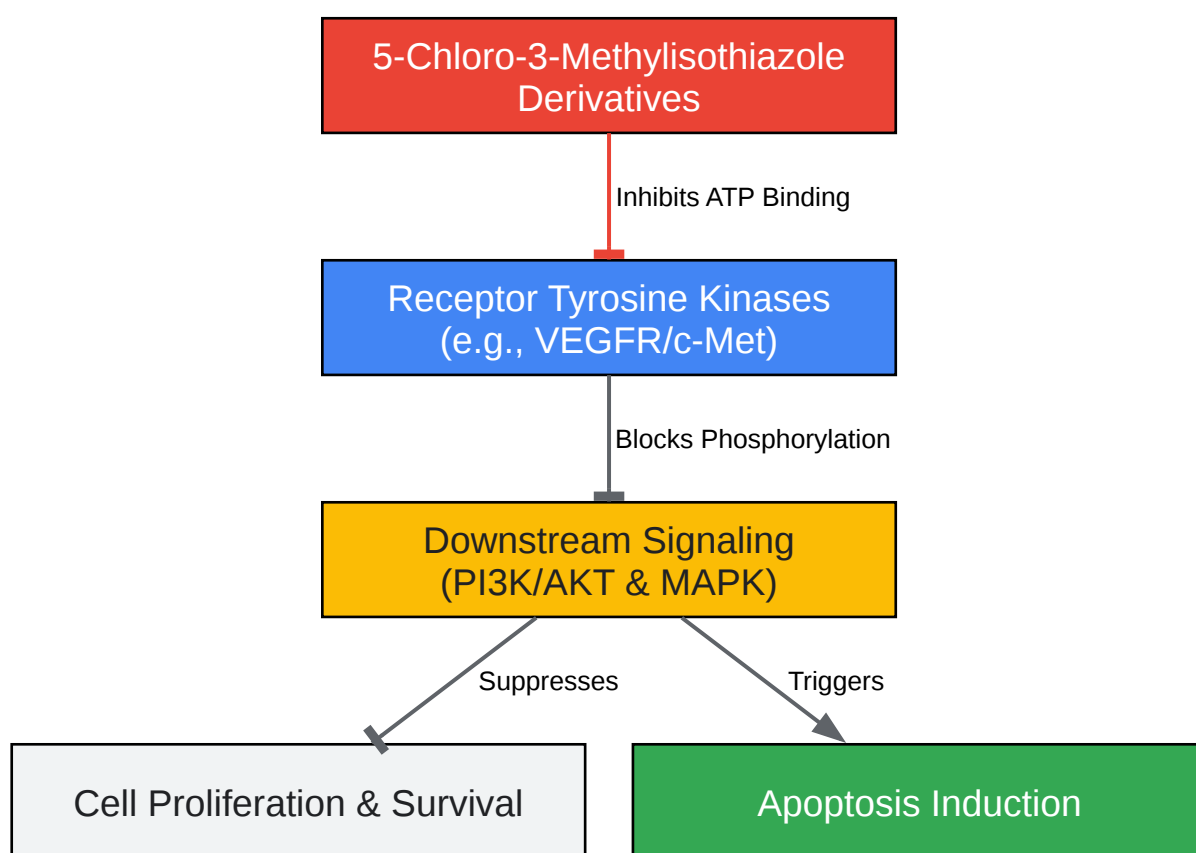 5-Chloro-3-Methylisothiazole
Derivatives
Inhibits ATP Binding
Receptor Tyrosine Kinases
(e.g., VEGFR/c-Met)
Blocks Phosphorylation
Downstream Signaling
(PI3K/AKT & MAPK)
Suppresses
Triggers
Cell Proliferation & Survival
Apoptosis Induction